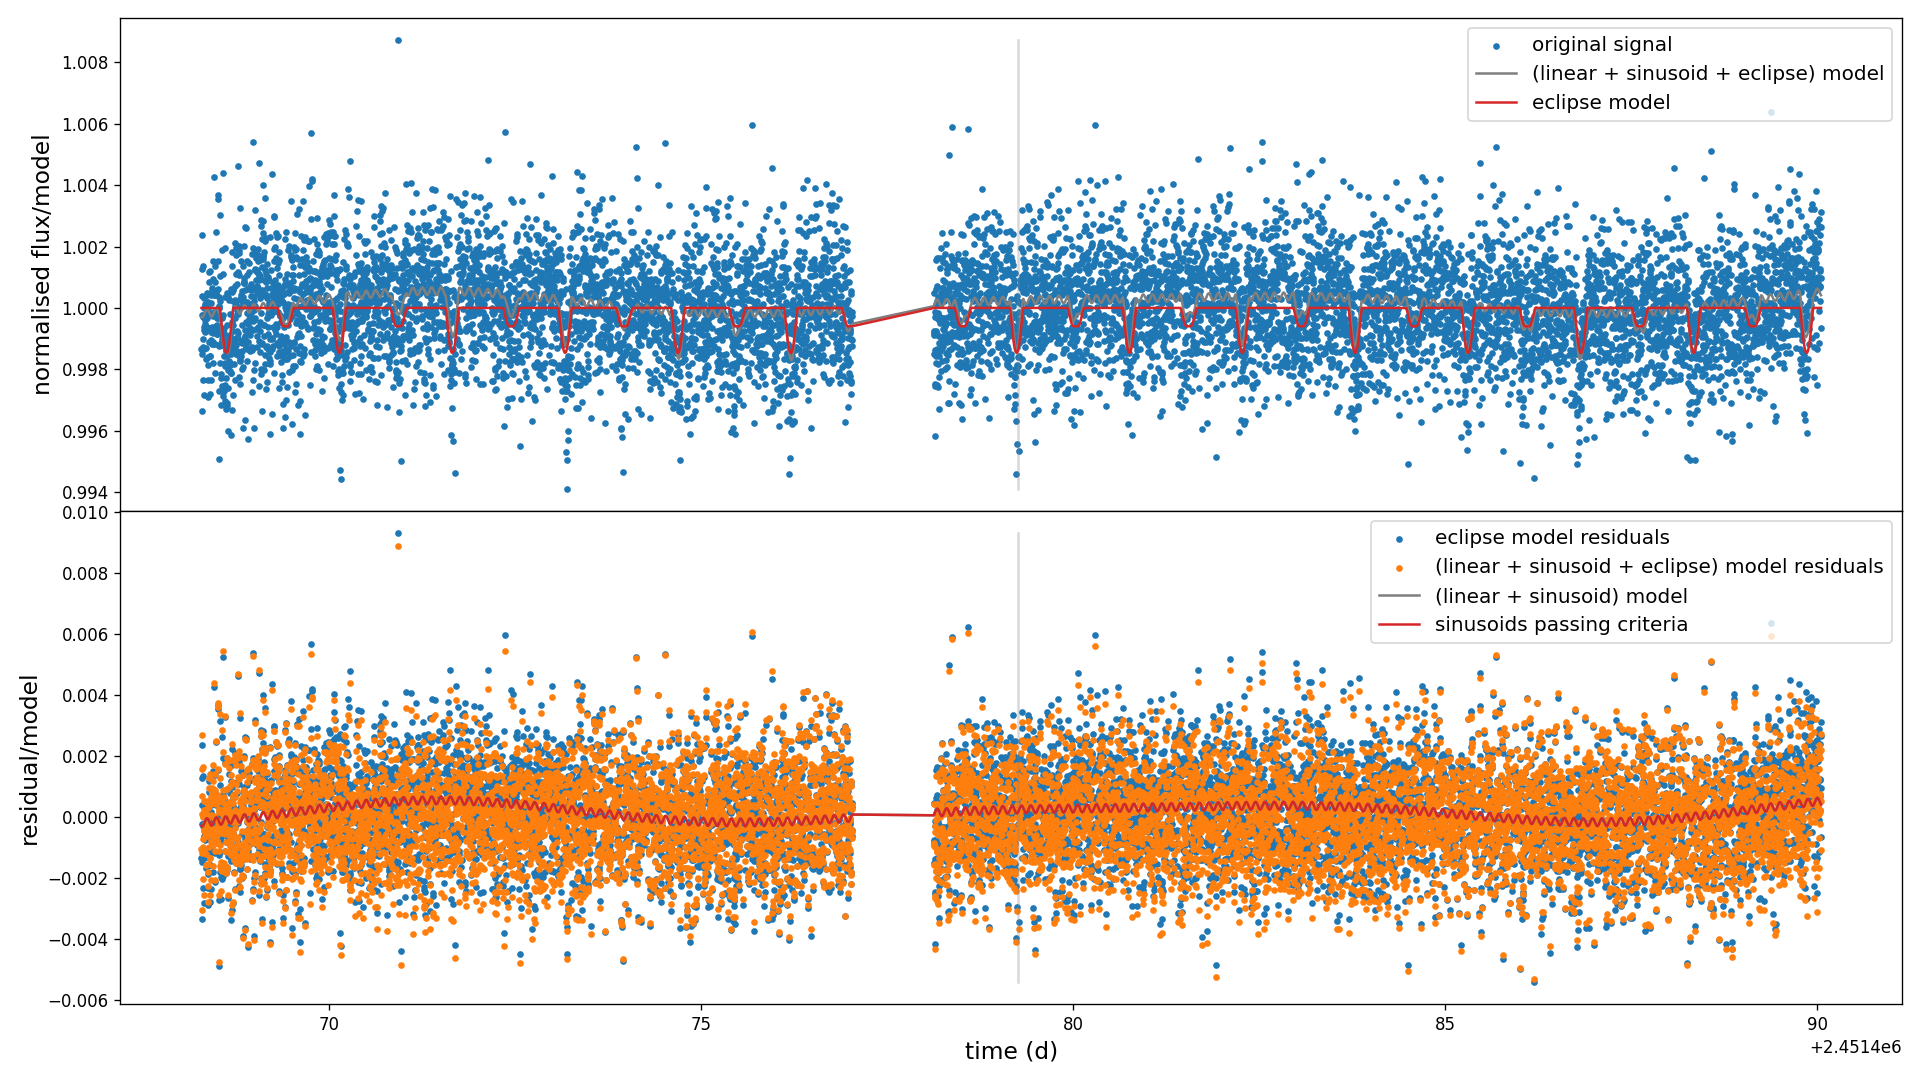 normalised flux/model
1.008
1.006
1.004
1.002
1.000
0.998
0.996
0.994
original signal
(linear + sinusoid + eclipse) model
eclipse model
residual/model
0.010
0.008
0.006
0.004
0.002
0.000
−0.002
−0.004
−0.006
eclipse model residuals
(linear + sinusoid + eclipse) model residuals
(linear + sinusoid) model
sinusoids passing criteria
70 75 80 85 90
time (d)
+2.4514e6